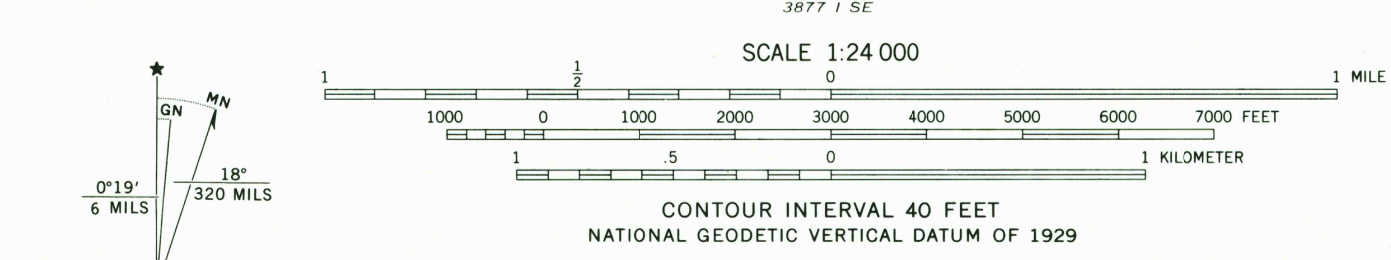 3877 I SE
SCALE 1:24 000
1 1/2 0 1 MILE
1000 0 1000 2000 3000 4000 5000 6000 7000 FEET
1 .5 0 1 KILOMETER
CONTOUR INTERVAL 40 FEET
NATIONAL GEODETIC VERTICAL DATUM OF 1929
★
GN
MN
0°19′
6 MILS
18°
320 MILS